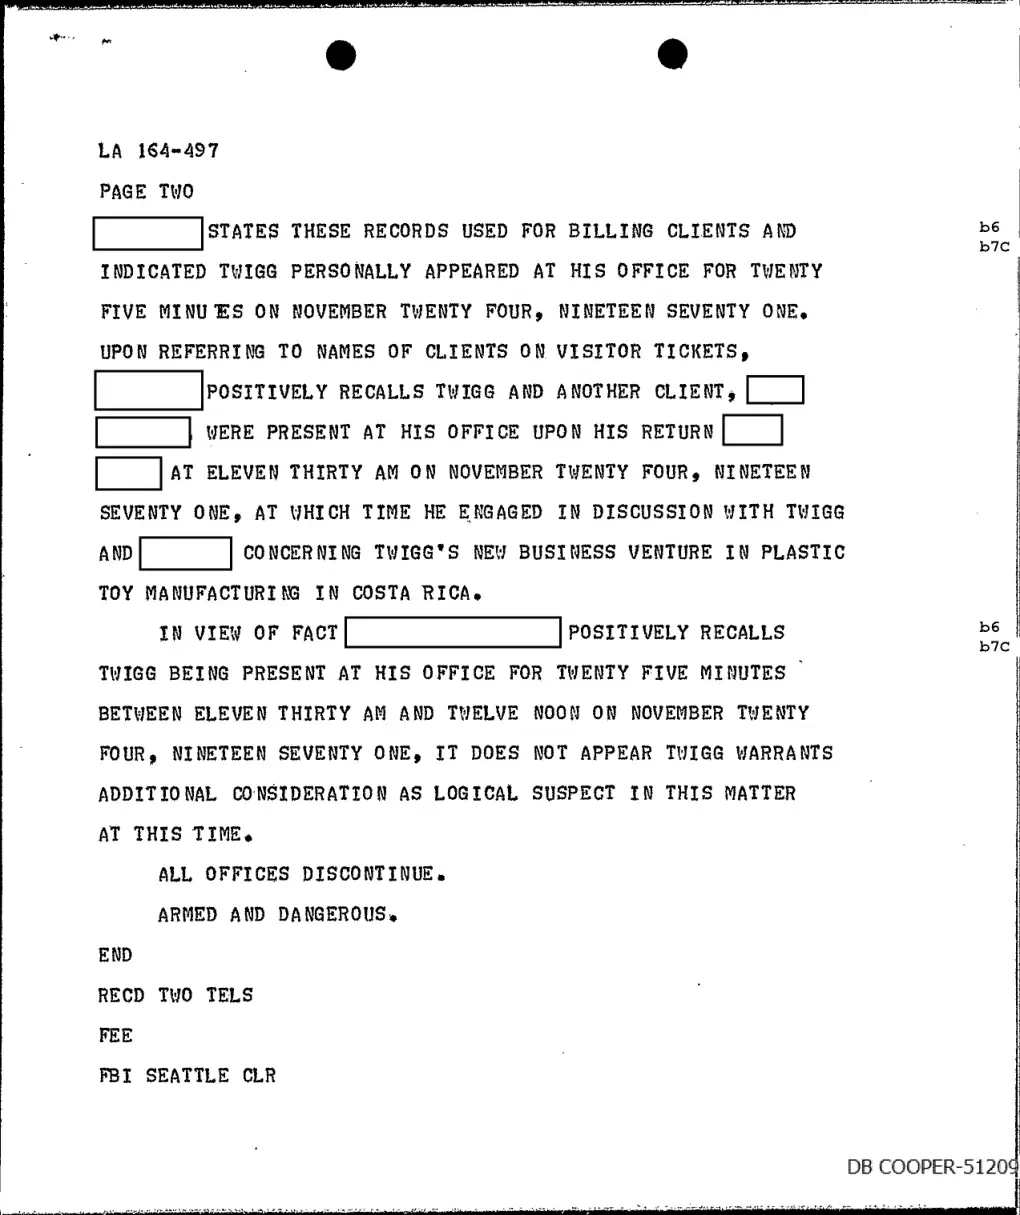 LA 164-497
PAGE TWO
STATES THESE RECORDS USED FOR BILLING CLIENTS AND b6
b7C
INDICATED TWIGG PERSONALLY APPEARED AT HIS OFFICE FOR TWENTY
FIVE MINUTES ON NOVEMBER TWENTY FOUR, NINETEEN SEVENTY ONE.
UPON REFERRING TO NAMES OF CLIENTS ON VISITOR TICKETS,
POSITIVELY RECALLS TWIGG AND ANOTHER CLIENT,
WERE PRESENT AT HIS OFFICE UPON HIS RETURN
AT ELEVEN THIRTY AM ON NOVEMBER TWENTY FOUR, NINETEEN
SEVENTY ONE, AT WHICH TIME HE ENGAGED IN DISCUSSION WITH TWIGG
AND CONCERNING TWIGG'S NEW BUSINESS VENTURE IN PLASTIC
TOY MANUFACTURING IN COSTA RICA.
IN VIEW OF FACT POSITIVELY RECALLS b6
b7C
TWIGG BEING PRESENT AT HIS OFFICE FOR TWENTY FIVE MINUTES
BETWEEN ELEVEN THIRTY AM AND TWELVE NOON ON NOVEMBER TWENTY
FOUR, NINETEEN SEVENTY ONE, IT DOES NOT APPEAR TWIGG WARRANTS
ADDITIONAL CONSIDERATION AS LOGICAL SUSPECT IN THIS MATTER
AT THIS TIME.
ALL OFFICES DISCONTINUE.
ARMED AND DANGEROUS.
END
RECD TWO TELS
FEE
FBI SEATTLE CLR
DB COOPER-51209